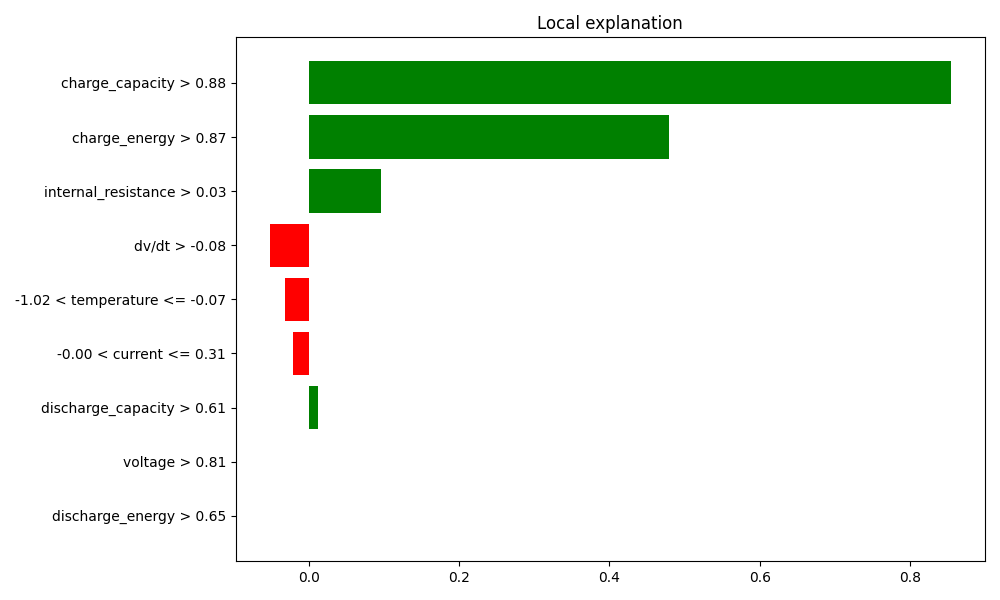 Local explanation
charge_capacity > 0.88
charge_energy > 0.87
internal_resistance > 0.03
dv/dt > -0.08
-1.02 < temperature <= -0.07
-0.00 < current <= 0.31
discharge_capacity > 0.61
voltage > 0.81
discharge_energy > 0.65
0.0 0.2 0.4 0.6 0.8